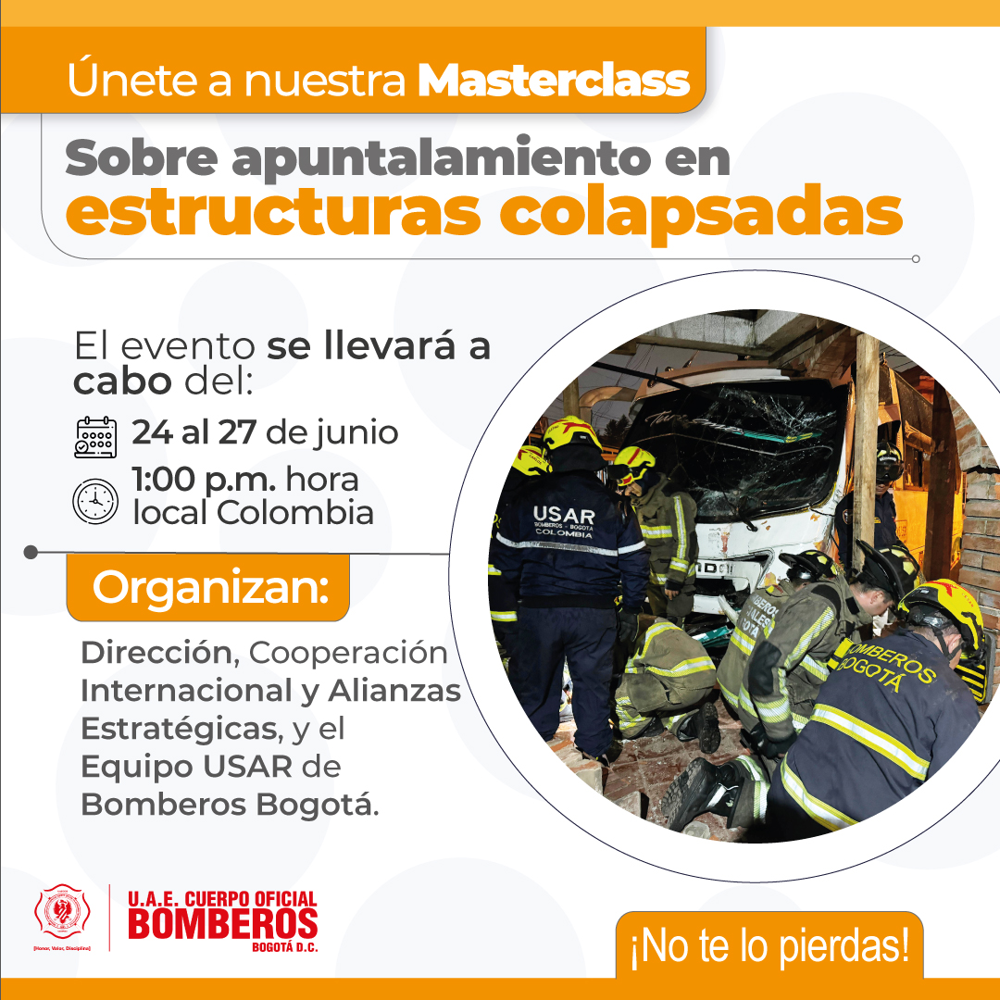 Únete a nuestra Masterclass
Sobre apuntalamiento en
estructuras colapsadas
El evento se llevará a
cabo del:
24 al 27 de junio
1:00 p.m. hora
local Colombia
Organizan:
Dirección, Cooperación
Internacional y Alianzas
Estratégicas, y el
Equipo USAR de
Bomberos Bogotá.
USAR
BOMBEROS - BOGOTÁ
COLOMBIA
BOMBEROS
BOGOTÁ
U.A.E. CUERPO OFICIAL
BOMBEROS
BOGOTÁ D.C.
[Honor, Valor, Disciplina]
¡No te lo pierdas!